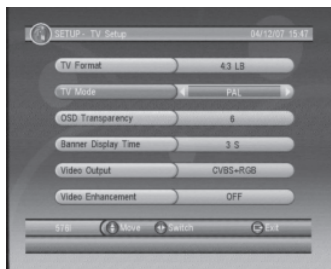 SETUP - TV Setup 04/12/07 15:47
TV Format 4:3 LB
TV Mode PAL
OSD Transparency 6
Banner Display Time 3 S
Video Output CVBS+RGB
Video Enhancement OFF
Move Switch Exit